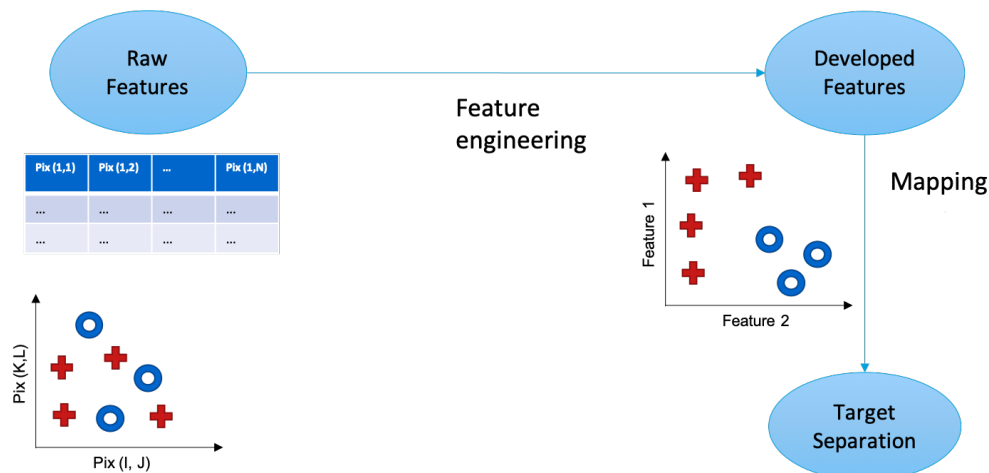 Raw
Features
Developed
Features
Feature
engineering
Pix (1,1) Pix (1,2) ... Pix (1,N)
... ... ... ...
... ... ... ...
Mapping
Feature 1
Feature 2
Pix (K,L)
Pix (I, J)
Target
Separation